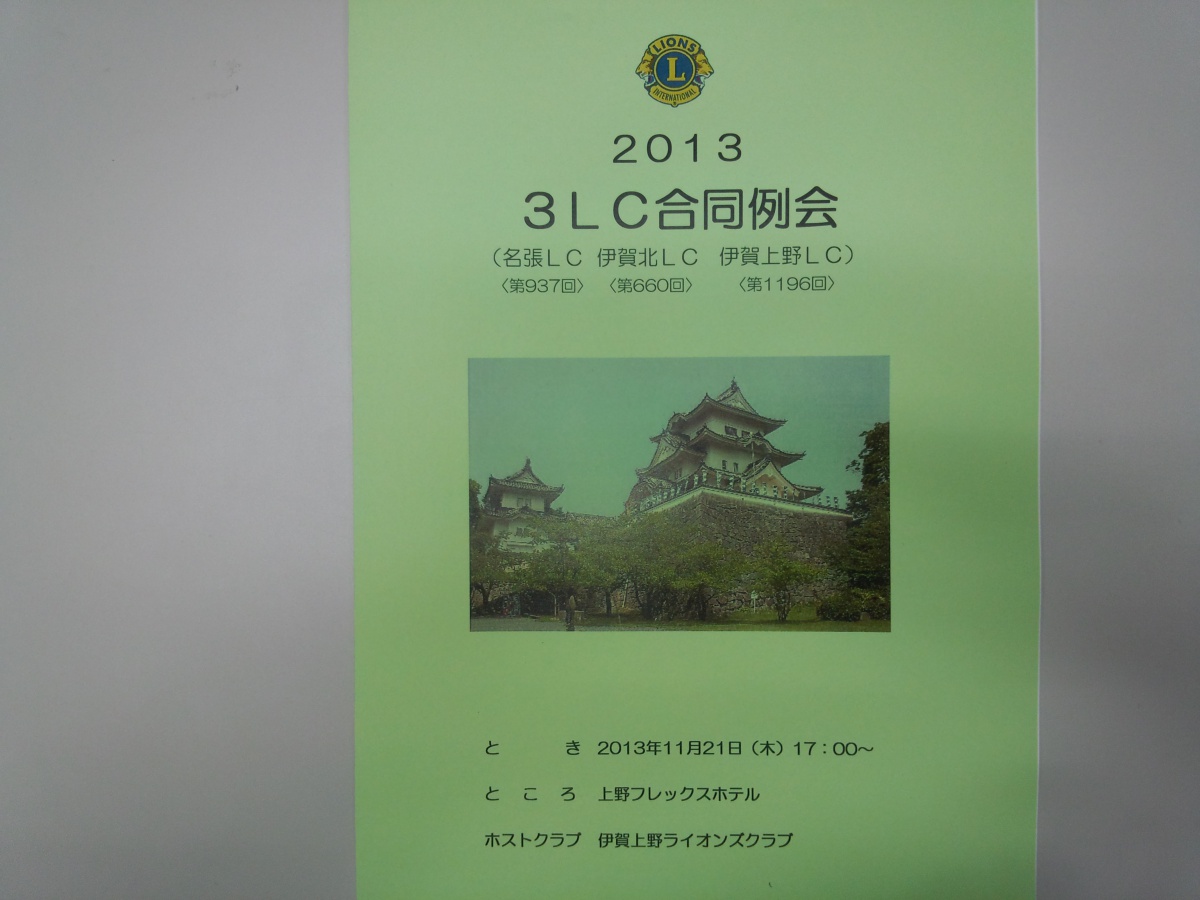 LIONS
L
INTERNATIONAL
２０１３
３ＬＣ合同例会
（名張ＬＣ 伊賀北ＬＣ 伊賀上野ＬＣ）
〈第937回〉 〈第660回〉 〈第1196回〉
と き 2013年11月21日（木）17：00～
と こ ろ 上野フレックスホテル
ホストクラブ 伊賀上野ライオンズクラブ